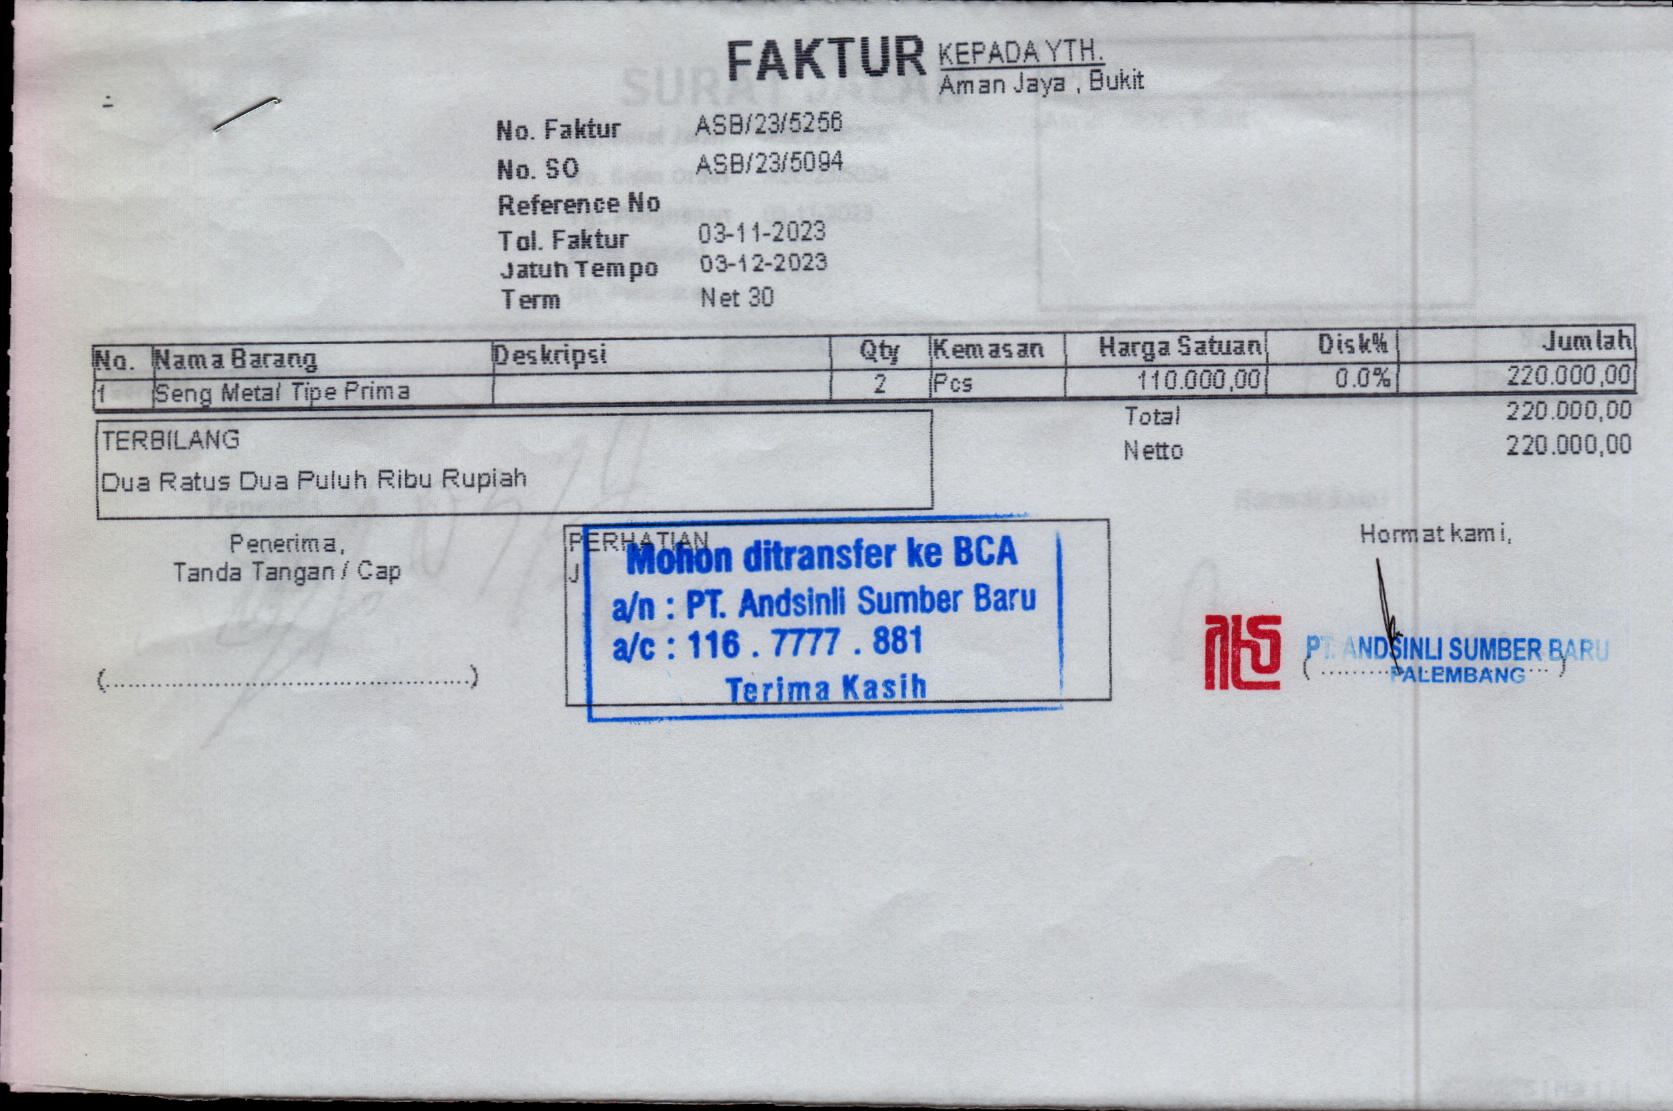 FAKTUR
KEPADA YTH.
Aman Jaya , Bukit
No. Faktur ASB/23/5256
No. SO ASB/23/5094
Reference No
Tgl. Faktur 03-11-2023
Jatuh Tempo 03-12-2023
Term Net 30
No. Nama Barang Deskripsi Qty Kemasan Harga Satuan Disk% Jumlah
1 Seng Metal Tipe Prima 2 Pcs 110.000,00 0.0% 220.000,00
Total 220.000,00
Netto 220.000,00
TERBILANG
Dua Ratus Dua Puluh Ribu Rupiah
Penerima,
Tanda Tangan / Cap
(..............................................)
PERHATIAN
Mohon ditransfer ke BCA
a/n : PT. Andsinli Sumber Baru
a/c : 116 . 7777 . 881
Terima Kasih
Hormat kami,
PT. ANDSINLI SUMBER BARU
PALEMBANG